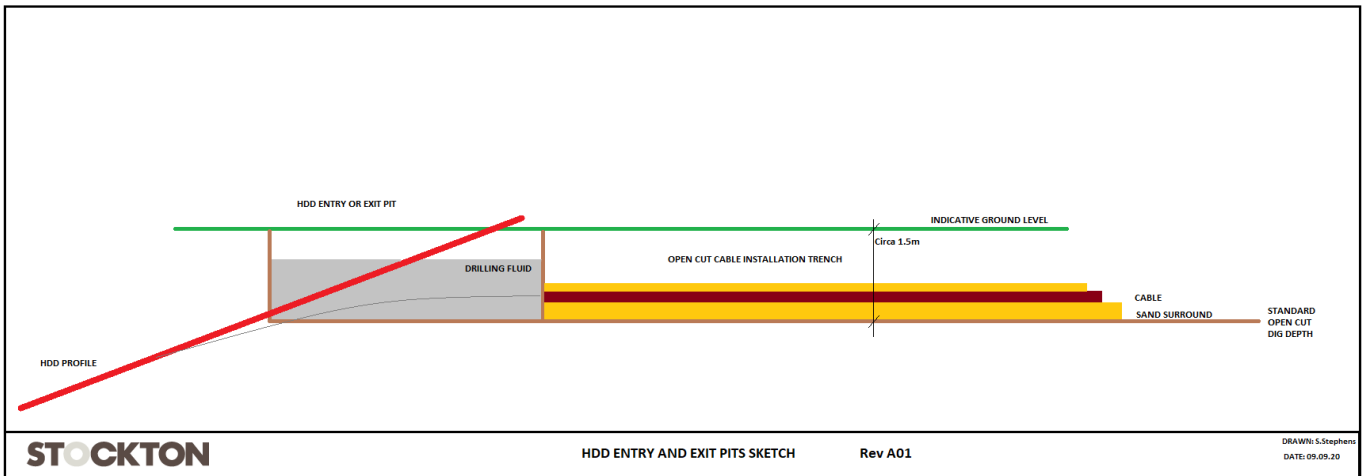 HDD ENTRY OR EXIT PIT
INDICATIVE GROUND LEVEL
Circa 1.5m
OPEN CUT CABLE INSTALLATION TRENCH
DRILLING FLUID
CABLE
SAND SURROUND
STANDARD
OPEN CUT
DIG DEPTH
HDD PROFILE
STOCKTON
HDD ENTRY AND EXIT PITS SKETCH
Rev A01
DRAWN: S.Stephens
DATE: 09.09.20